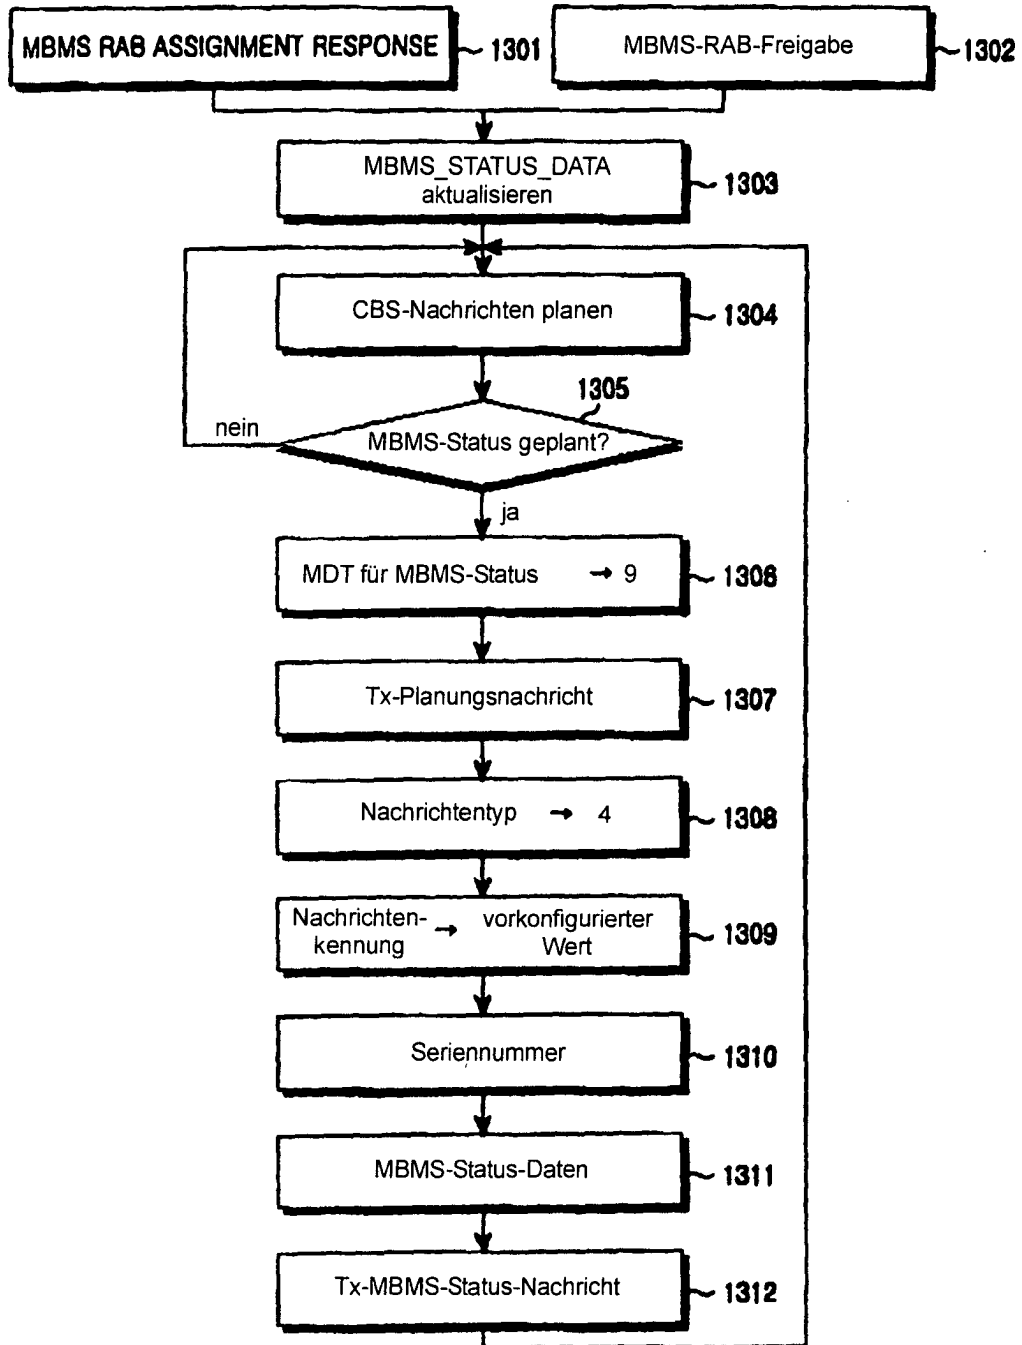 MBMS RAB ASSIGNMENT RESPONSE
1301
MBMS-RAB-Freigabe
1302
MBMS_STATUS_DATA
aktualisieren
1303
CBS-Nachrichten planen
1304
1305
nein
MBMS-Status geplant?
ja
MDT für MBMS-Status → 9
1306
Tx-Planungsnachricht
1307
Nachrichtentyp → 4
1308
Nachrichten-
kennung
→
vorkonfigurierter
Wert
1309
Seriennummer
1310
MBMS-Status-Daten
1311
Tx-MBMS-Status-Nachricht
1312